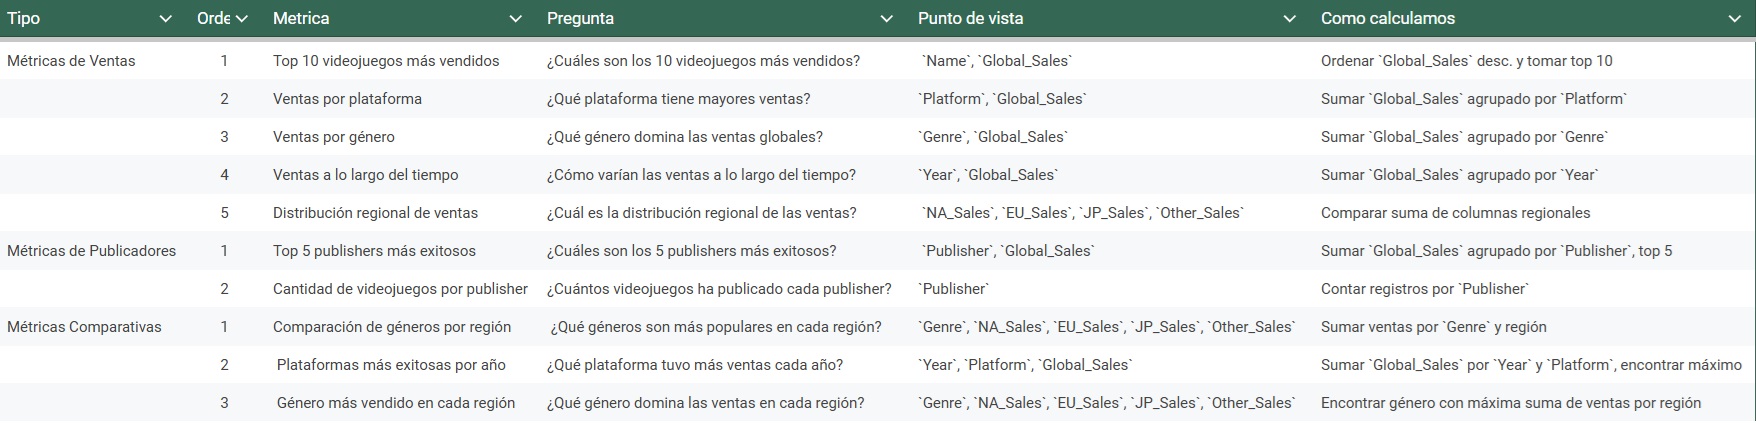 Tipo Orde Metrica Pregunta Punto de vista Como calculamos
Métricas de Ventas 1 Top 10 videojuegos más vendidos ¿Cuáles son los 10 videojuegos más vendidos? `Name`, `Global_Sales` Ordenar `Global_Sales` desc. y tomar top 10
2 Ventas por plataforma ¿Qué plataforma tiene mayores ventas? `Platform`, `Global_Sales` Sumar `Global_Sales` agrupado por `Platform`
3 Ventas por género ¿Qué género domina las ventas globales? `Genre`, `Global_Sales` Sumar `Global_Sales` agrupado por `Genre`
4 Ventas a lo largo del tiempo ¿Cómo varían las ventas a lo largo del tiempo? `Year`, `Global_Sales` Sumar `Global_Sales` agrupado por `Year`
5 Distribución regional de ventas ¿Cuál es la distribución regional de las ventas? `NA_Sales`, `EU_Sales`, `JP_Sales`, `Other_Sales` Comparar suma de columnas regionales
Métricas de Publicadores 1 Top 5 publishers más exitosos ¿Cuáles son los 5 publishers más exitosos? `Publisher`, `Global_Sales` Sumar `Global_Sales` agrupado por `Publisher`, top 5
2 Cantidad de videojuegos por publisher ¿Cuántos videojuegos ha publicado cada publisher? `Publisher` Contar registros por `Publisher`
Métricas Comparativas 1 Comparación de géneros por región ¿Qué géneros son más populares en cada región? `Genre`, `NA_Sales`, `EU_Sales`, `JP_Sales`, `Other_Sales` Sumar ventas por `Genre` y región
2 Plataformas más exitosas por año ¿Qué plataforma tuvo más ventas cada año? `Year`, `Platform`, `Global_Sales` Sumar `Global_Sales` por `Year` y `Platform`, encontrar máximo
3 Género más vendido en cada región ¿Qué género domina las ventas en cada región? `Genre`, `NA_Sales`, `EU_Sales`, `JP_Sales`, `Other_Sales` Encontrar género con máxima suma de ventas por región